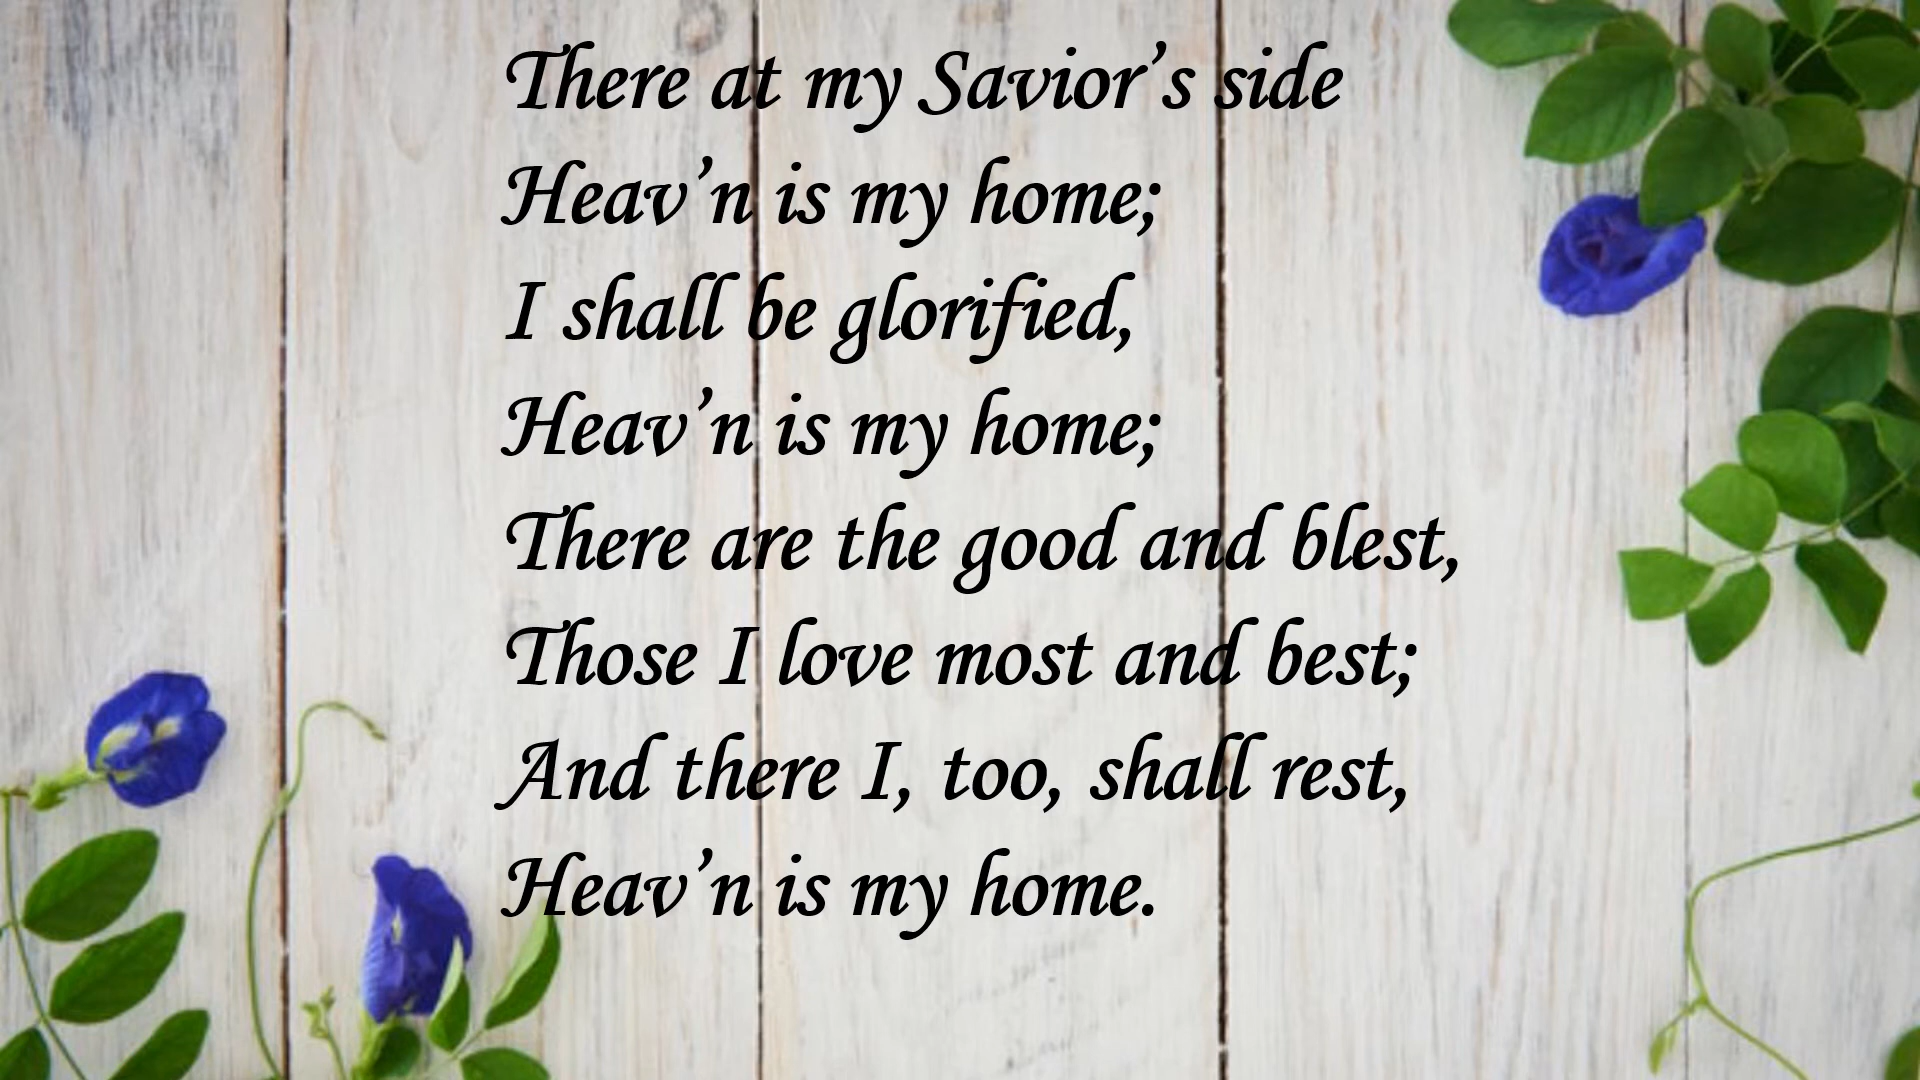 There at my Savior’s side
Heav’n is my home;
I shall be glorified,
Heav’n is my home;
There are the good and blest,
Those I love most and best;
And there I, too, shall rest,
Heav’n is my home.